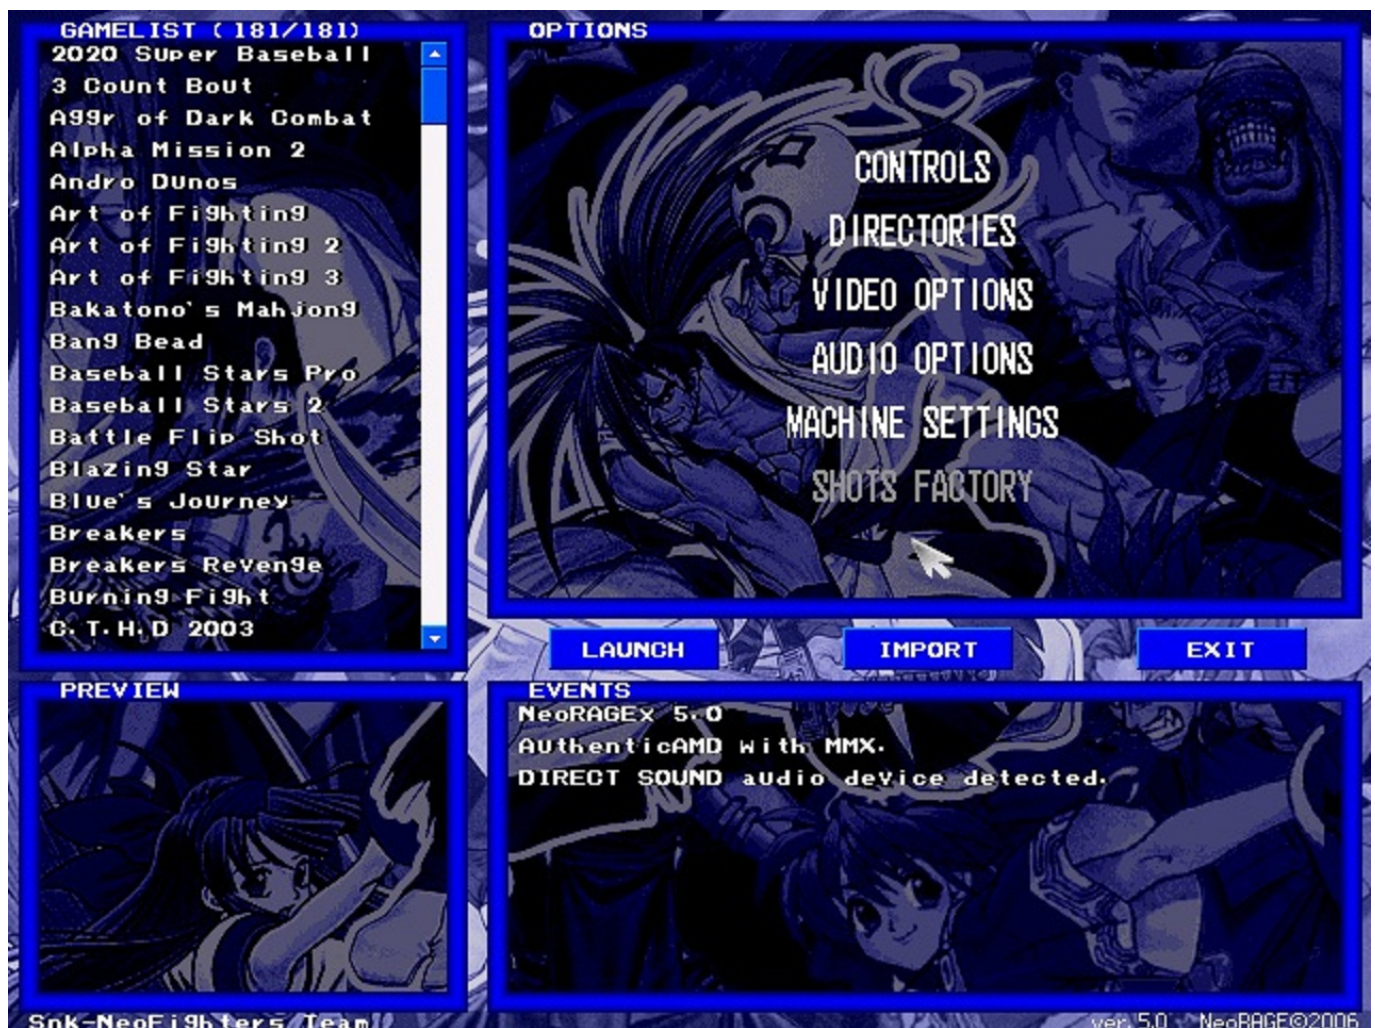 GAMELIST ( 181/181)
2020 Super Baseball
3 Count Bout
Aggr of Dark Combat
Alpha Mission 2
Andro Dunos
Art of Fighting
Art of Fighting 2
Art of Fighting 3
Bakatono's Mahjong
Bang Bead
Baseball Stars Pro
Baseball Stars 2
Battle Flip Shot
Blazing Star
Blue's Journey
Breakers
Breakers Revenge
Burning Fight
C.T.H.D 2003
OPTIONS
CONTROLS
DIRECTORIES
VIDEO OPTIONS
AUDIO OPTIONS
MACHINE SETTINGS
SHOTS FACTORY
LAUNCH
IMPORT
EXIT
PREVIEW
EVENTS
NeoRAGEx 5.0
AuthenticAMD with MMX.
DIRECT SOUND audio device detected.
Snk-NeoFighters Team
ver. 5.0 NeoRAGE©2006